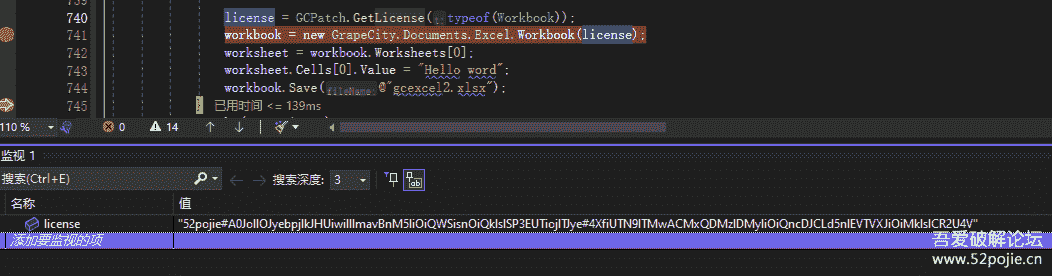 740 license = GCPatch.GetLicense(typeof(Workbook));
741 workbook = new GrapeCity.Documents.Excel.Workbook(license);
742 worksheet = workbook.Worksheets[0];
743 worksheet.Cells[0].Value = "Hello word";
744 workbook.Save(fileName:@"gcexcel2.xlsx");
745 } 已用时间 <= 139ms
110 % 0 14
监视 1
搜索(Ctrl+E) 搜索深度: 3
名称 值
license
添加要监视的项
吾爱破解论坛
www.52pojie.cn